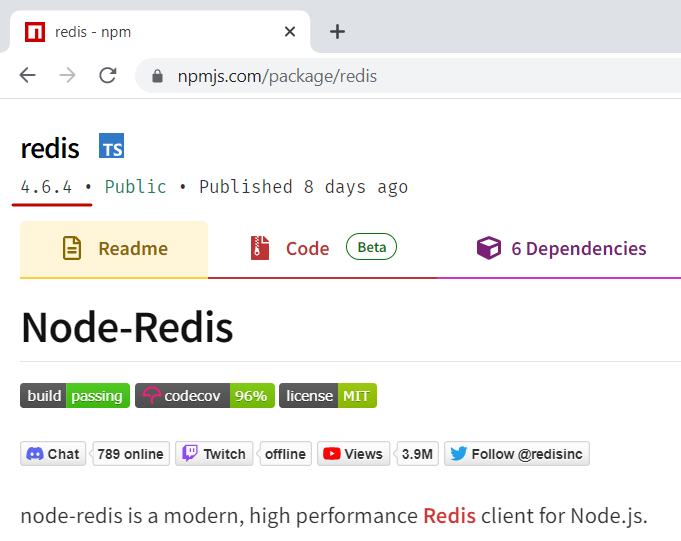 redis - npm
npmjs.com/package/redis
redis TS
4.6.4 • Public • Published 8 days ago
Readme Code Beta 6 Dependencies
Node-Redis
build passing codecov 96% license MIT
Chat 789 online Twitch offline Views 3.9M Follow @redisinc
node-redis is a modern, high performance Redis client for Node.js.